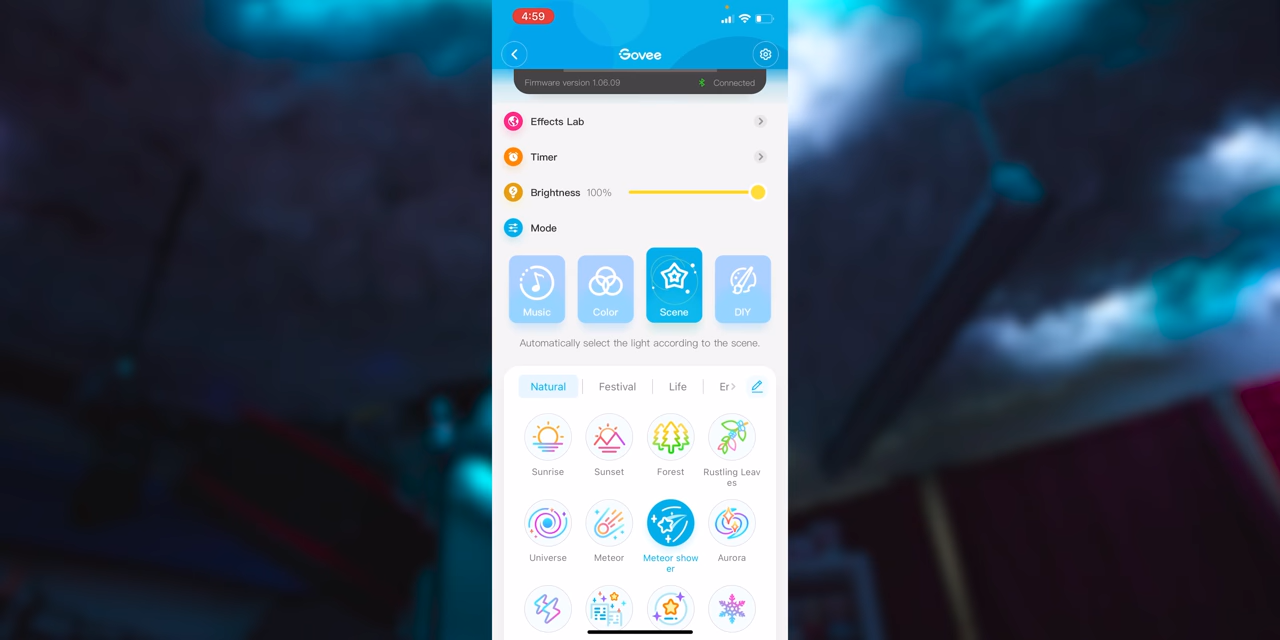 4:59
Govee
Firmware version 1.06.09
Connected
Effects Lab
Timer
Brightness 100%
Mode
Music
Color
Scene
DIY
Automatically select the light according to the scene.
Natural
Festival
Life
Er
Sunrise
Sunset
Forest
Rustling Leav
es
Universe
Meteor
Meteor show
er
Aurora